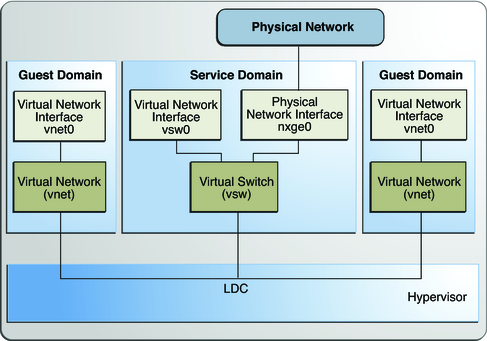 Physical Network
Guest Domain
Virtual Network
Interface
vnet0
Virtual Network
(vnet)
Service Domain
Virtual Network
Interface
vsw0
Physical
Network Interface
nxge0
Virtual Switch
(vsw)
Guest Domain
Virtual Network
Interface
vnet0
Virtual Network
(vnet)
LDC
Hypervisor